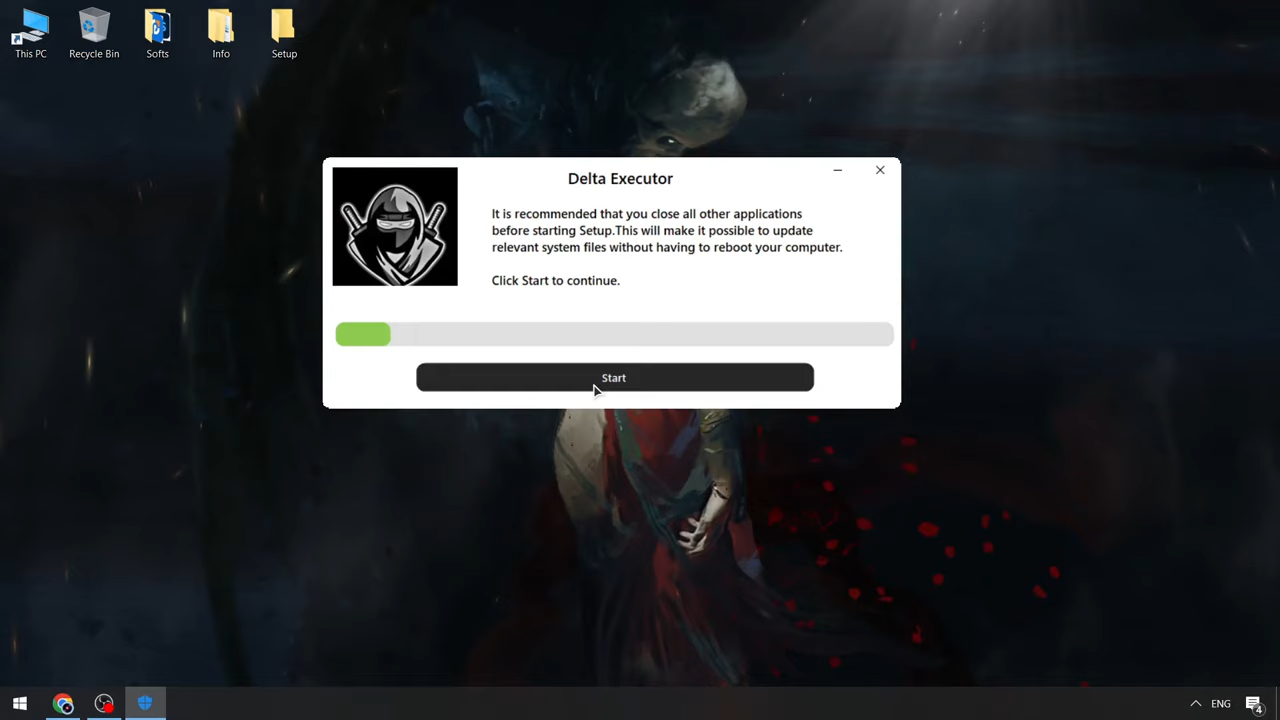 This PC
Recycle Bin
Softs
Info
Setup
Delta Executor
It is recommended that you close all other applications
before starting Setup.This will make it possible to update
relevant system files without having to reboot your computer.
Click Start to continue.
Start
ENG
4